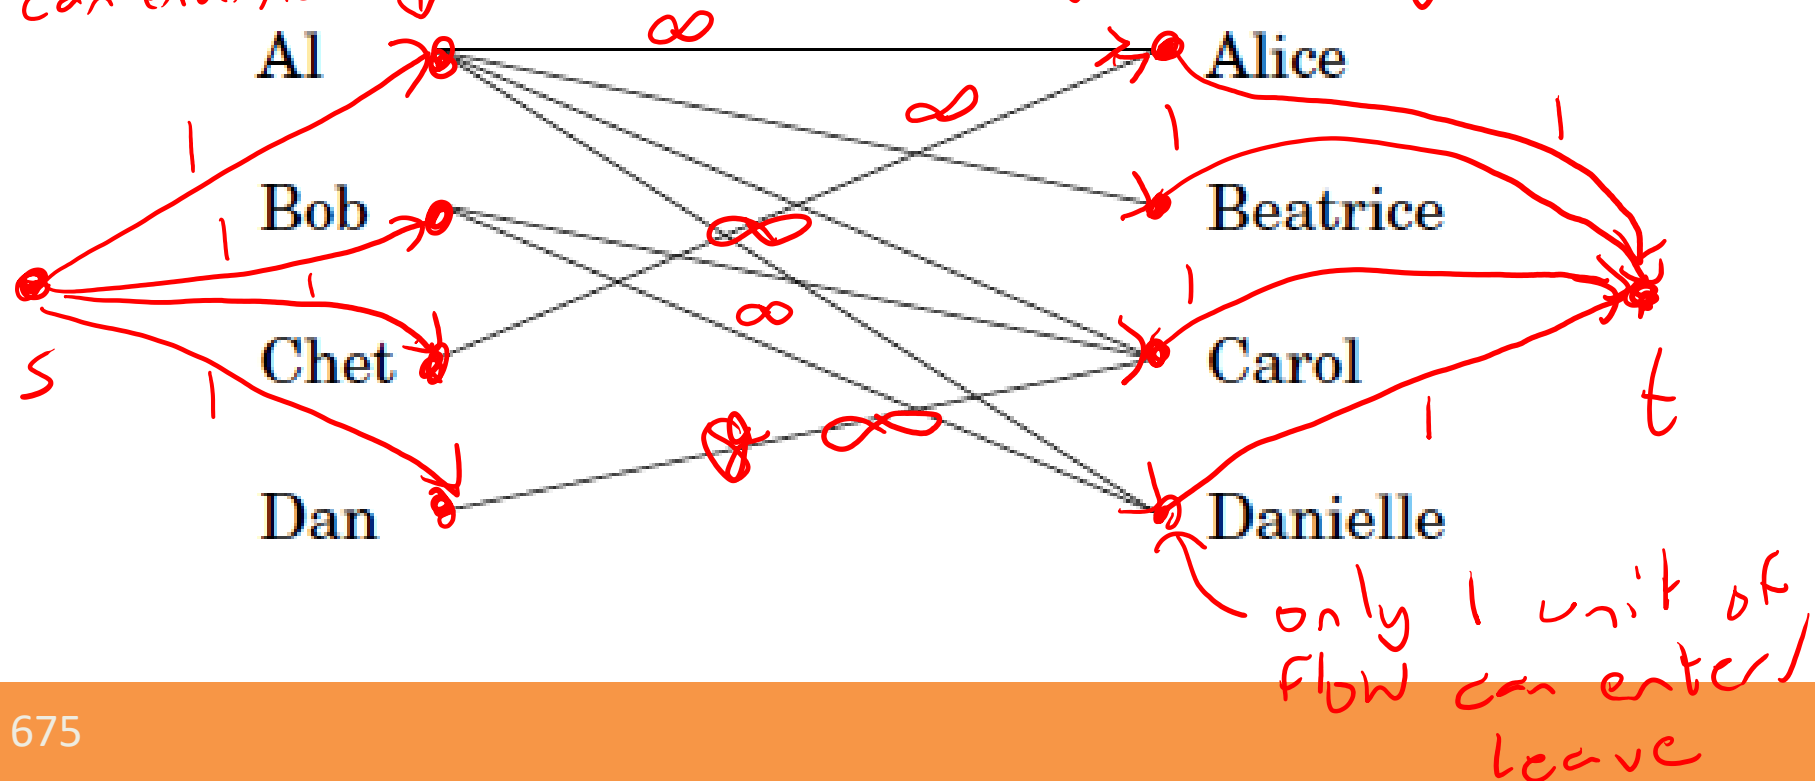 ∞
Al
Alice
∞
1
1
1
Bob
Beatrice
1
∞
1
1
∞
Chet
Carol
s
t
1
∞
1
Dan
Danielle
only 1 unit of
flow can enter/
leave
675